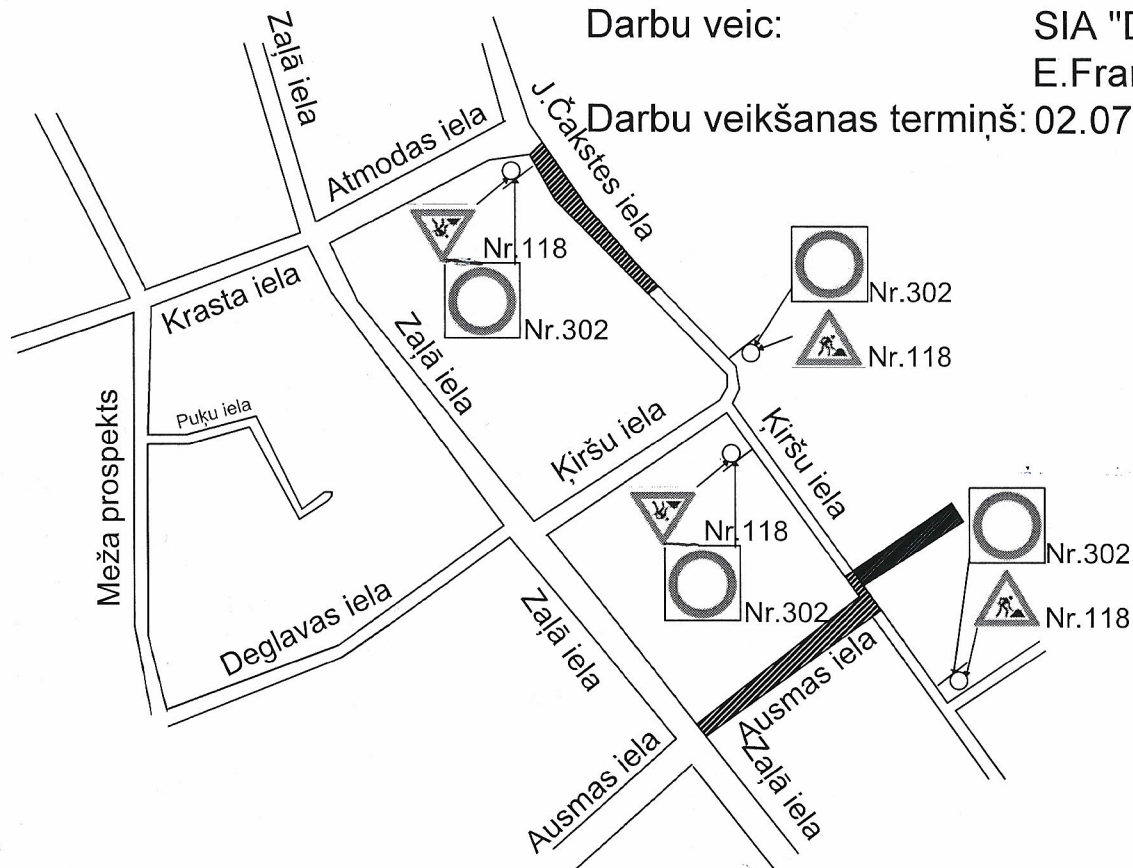 Darbu veic: SIA "D
E.Fra
Darbu veikšanas termiņš: 02.07
Zaļā iela
J.Čakstes iela
Atmodas iela
Nr.118
Nr.302
Krasta iela
Zaļā iela
Nr.302
Nr.118
Meža prospekts
Puķu iela
Ķiršu iela
Ķiršu iela
Nr.118
Nr.302
Nr.302
Nr.118
Deglavas iela
Zaļā iela
Ausmas iela
Ausmas iela
Zaļā iela